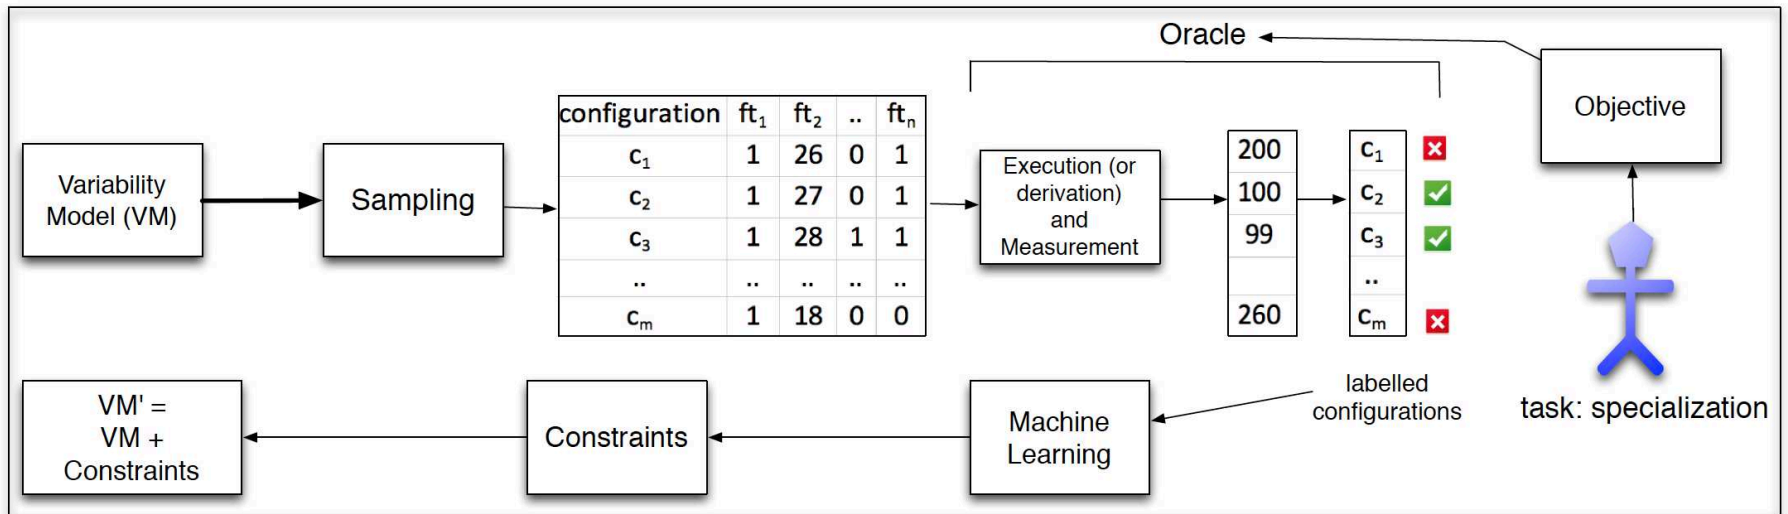 Oracle
Objective
Variability
Model (VM)
Sampling
configuration ft1 ft2 .. ftn
c1 1 26 0 1
c2 1 27 0 1
c3 1 28 1 1
.. .. .. .. ..
cm 1 18 0 0
Execution (or
derivation)
and
Measurement
200
100
99
260
c1
c2
c3
..
cm
task: specialization
labelled
configurations
Machine
Learning
Constraints
VM' =
VM +
Constraints